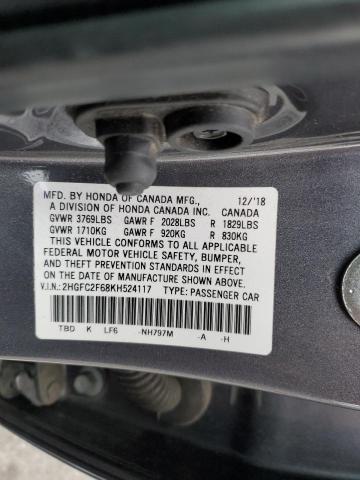 MFD. BY HONDA OF CANADA MFG., 12/'18
A DIVISION OF HONDA CANADA INC. CANADA
GVWR 3769LBS GAWR F 2028LBS R 1829LBS
GVWR 1710KG GAWR F 920KG R 830KG
THIS VEHICLE CONFORMS TO ALL APPLICABLE
FEDERAL MOTOR VEHICLE SAFETY, BUMPER,
AND THEFT PREVENTION STANDARDS IN EFFECT
ON THE DATE OF MANUFACTURE SHOWN ABOVE.
V.I.N.: 2HGFC2F68KH524117 TYPE: PASSENGER CAR
TBD K LF6 -NH797M -A -H